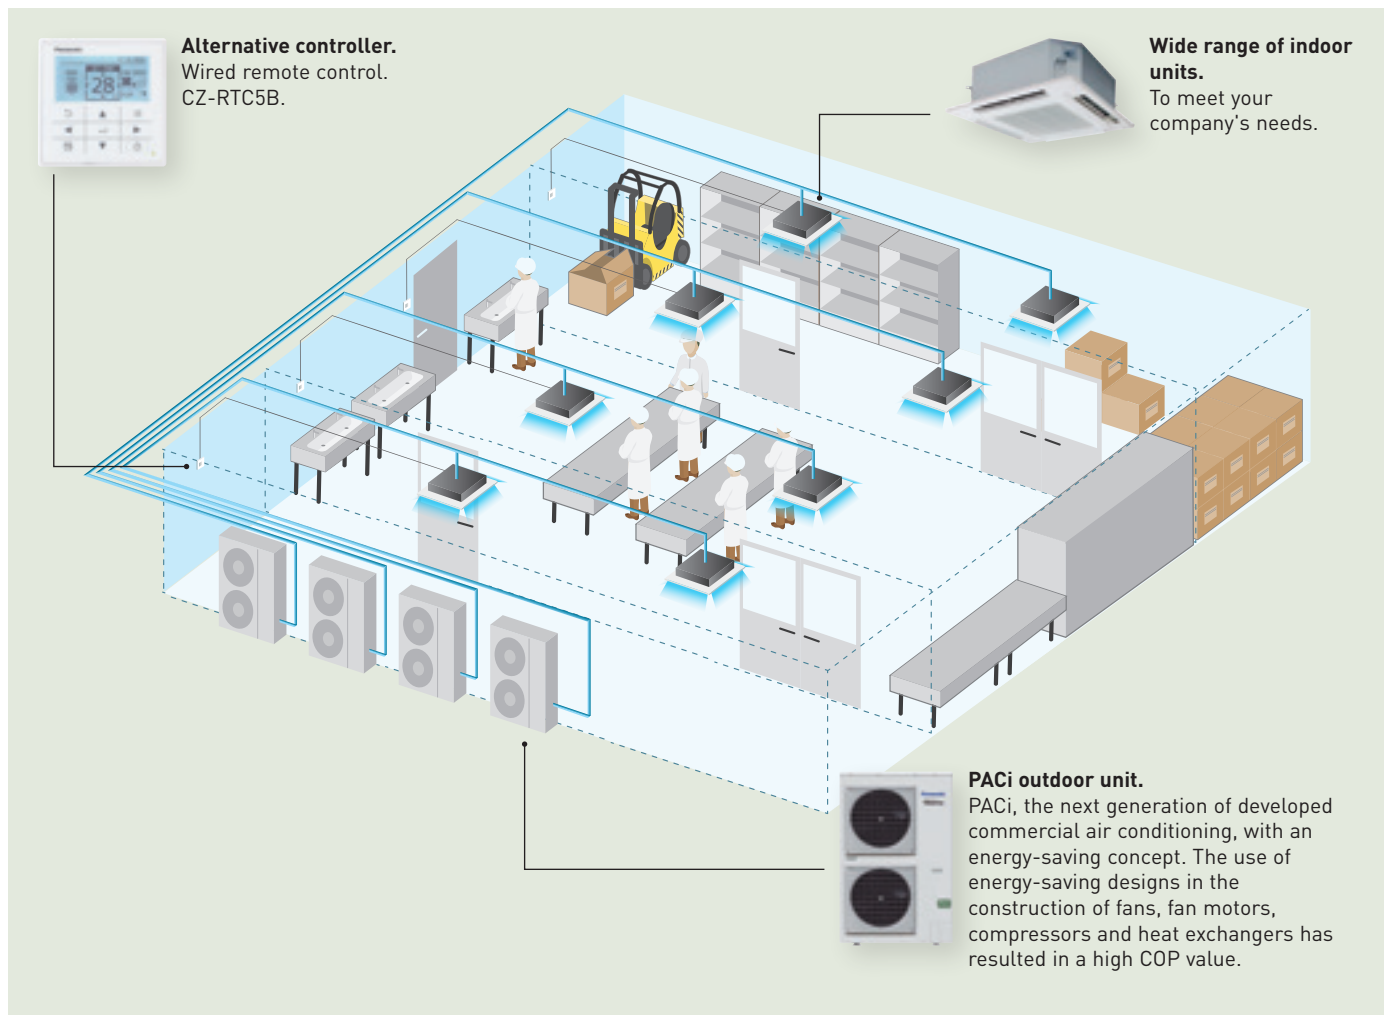 Alternative controller.
Wired remote control.
CZ-RTC5B.
Wide range of indoor
units.
To meet your
company's needs.
Panasonic
28
PACi outdoor unit.
PACi, the next generation of developed
commercial air conditioning, with an
energy-saving concept. The use of
energy-saving designs in the
construction of fans, fan motors,
compressors and heat exchangers has
resulted in a high COP value.
Panasonic